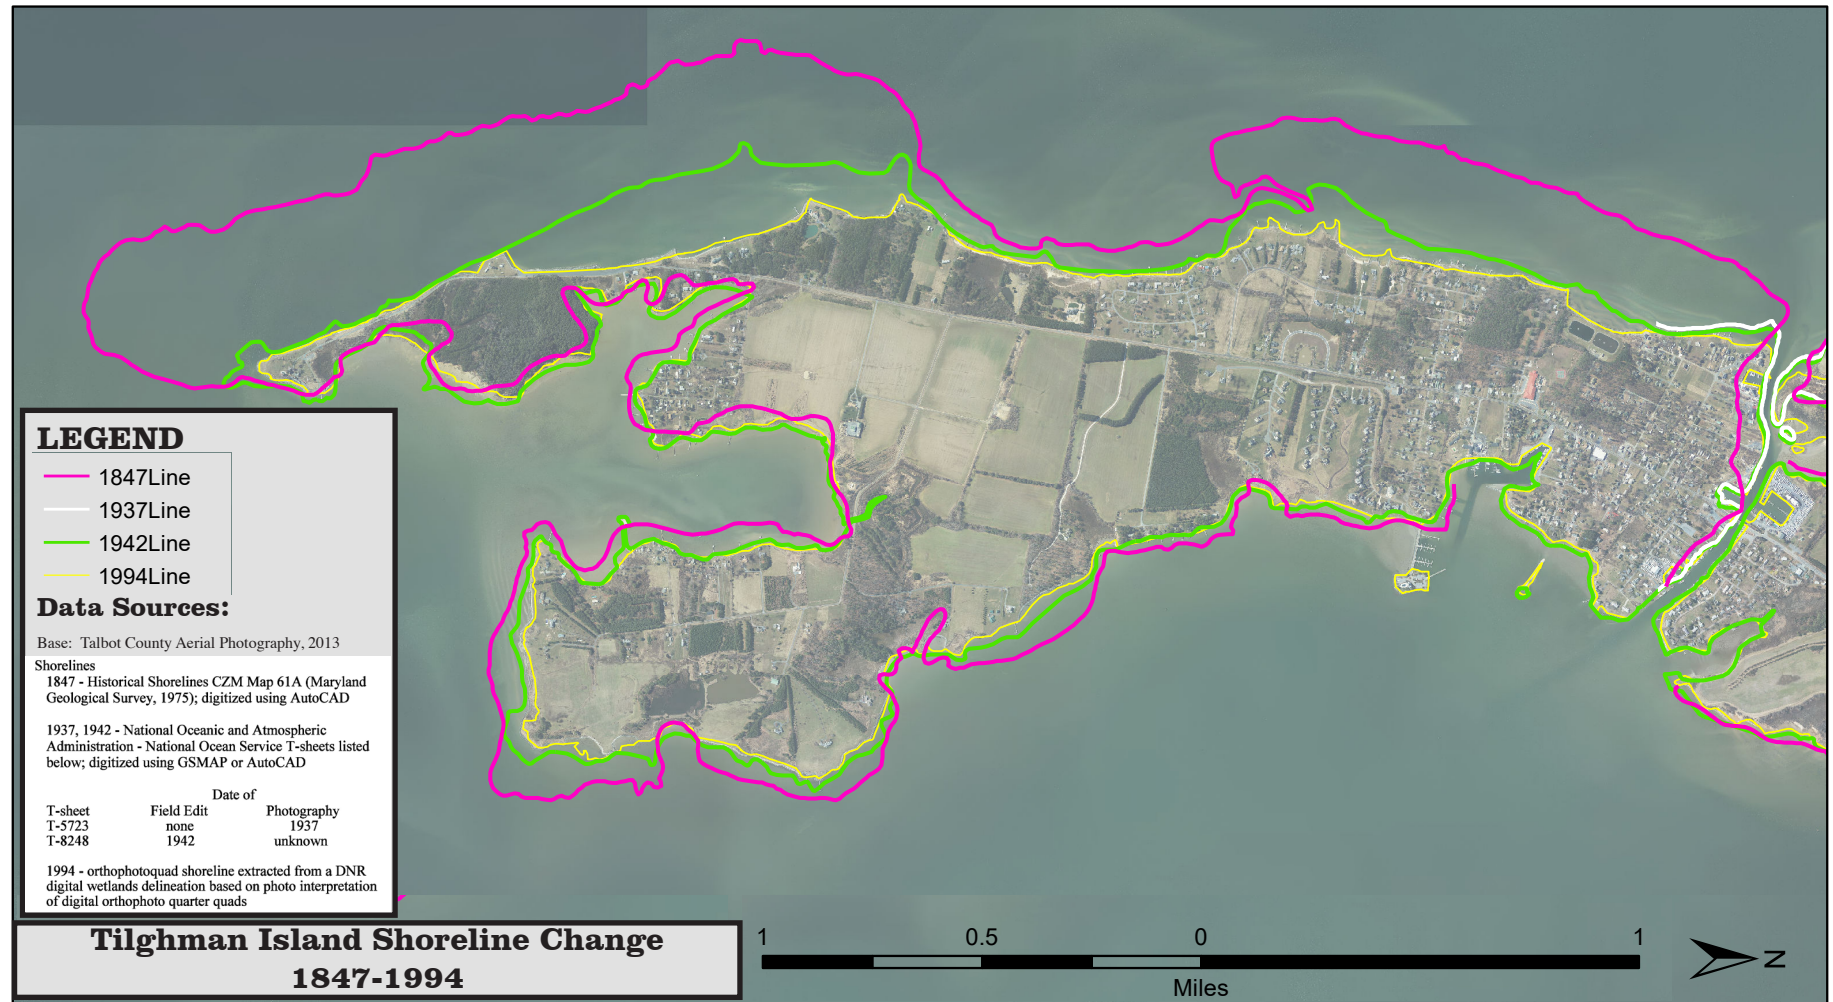 LEGEND
1847Line
1937Line
1942Line
1994Line
Data Sources:
Base: Talbot County Aerial Photography, 2013
Shorelines
1847 - Historical Shorelines CZM Map 61A (Maryland
Geological Survey, 1975); digitized using AutoCAD
1937, 1942 - National Oceanic and Atmospheric
Administration - National Ocean Service T-sheets listed
below; digitized using GSMAP or AutoCAD
Date of
T-sheet Field Edit Photography
T-5723 none 1937
T-8248 1942 unknown
1994 - orthophotoquad shoreline extracted from a DNR
digital wetlands delineation based on photo interpretation
of digital orthophoto quarter quads
Tilghman Island Shoreline Change
1847-1994
1 0.5 0 1
Miles
N